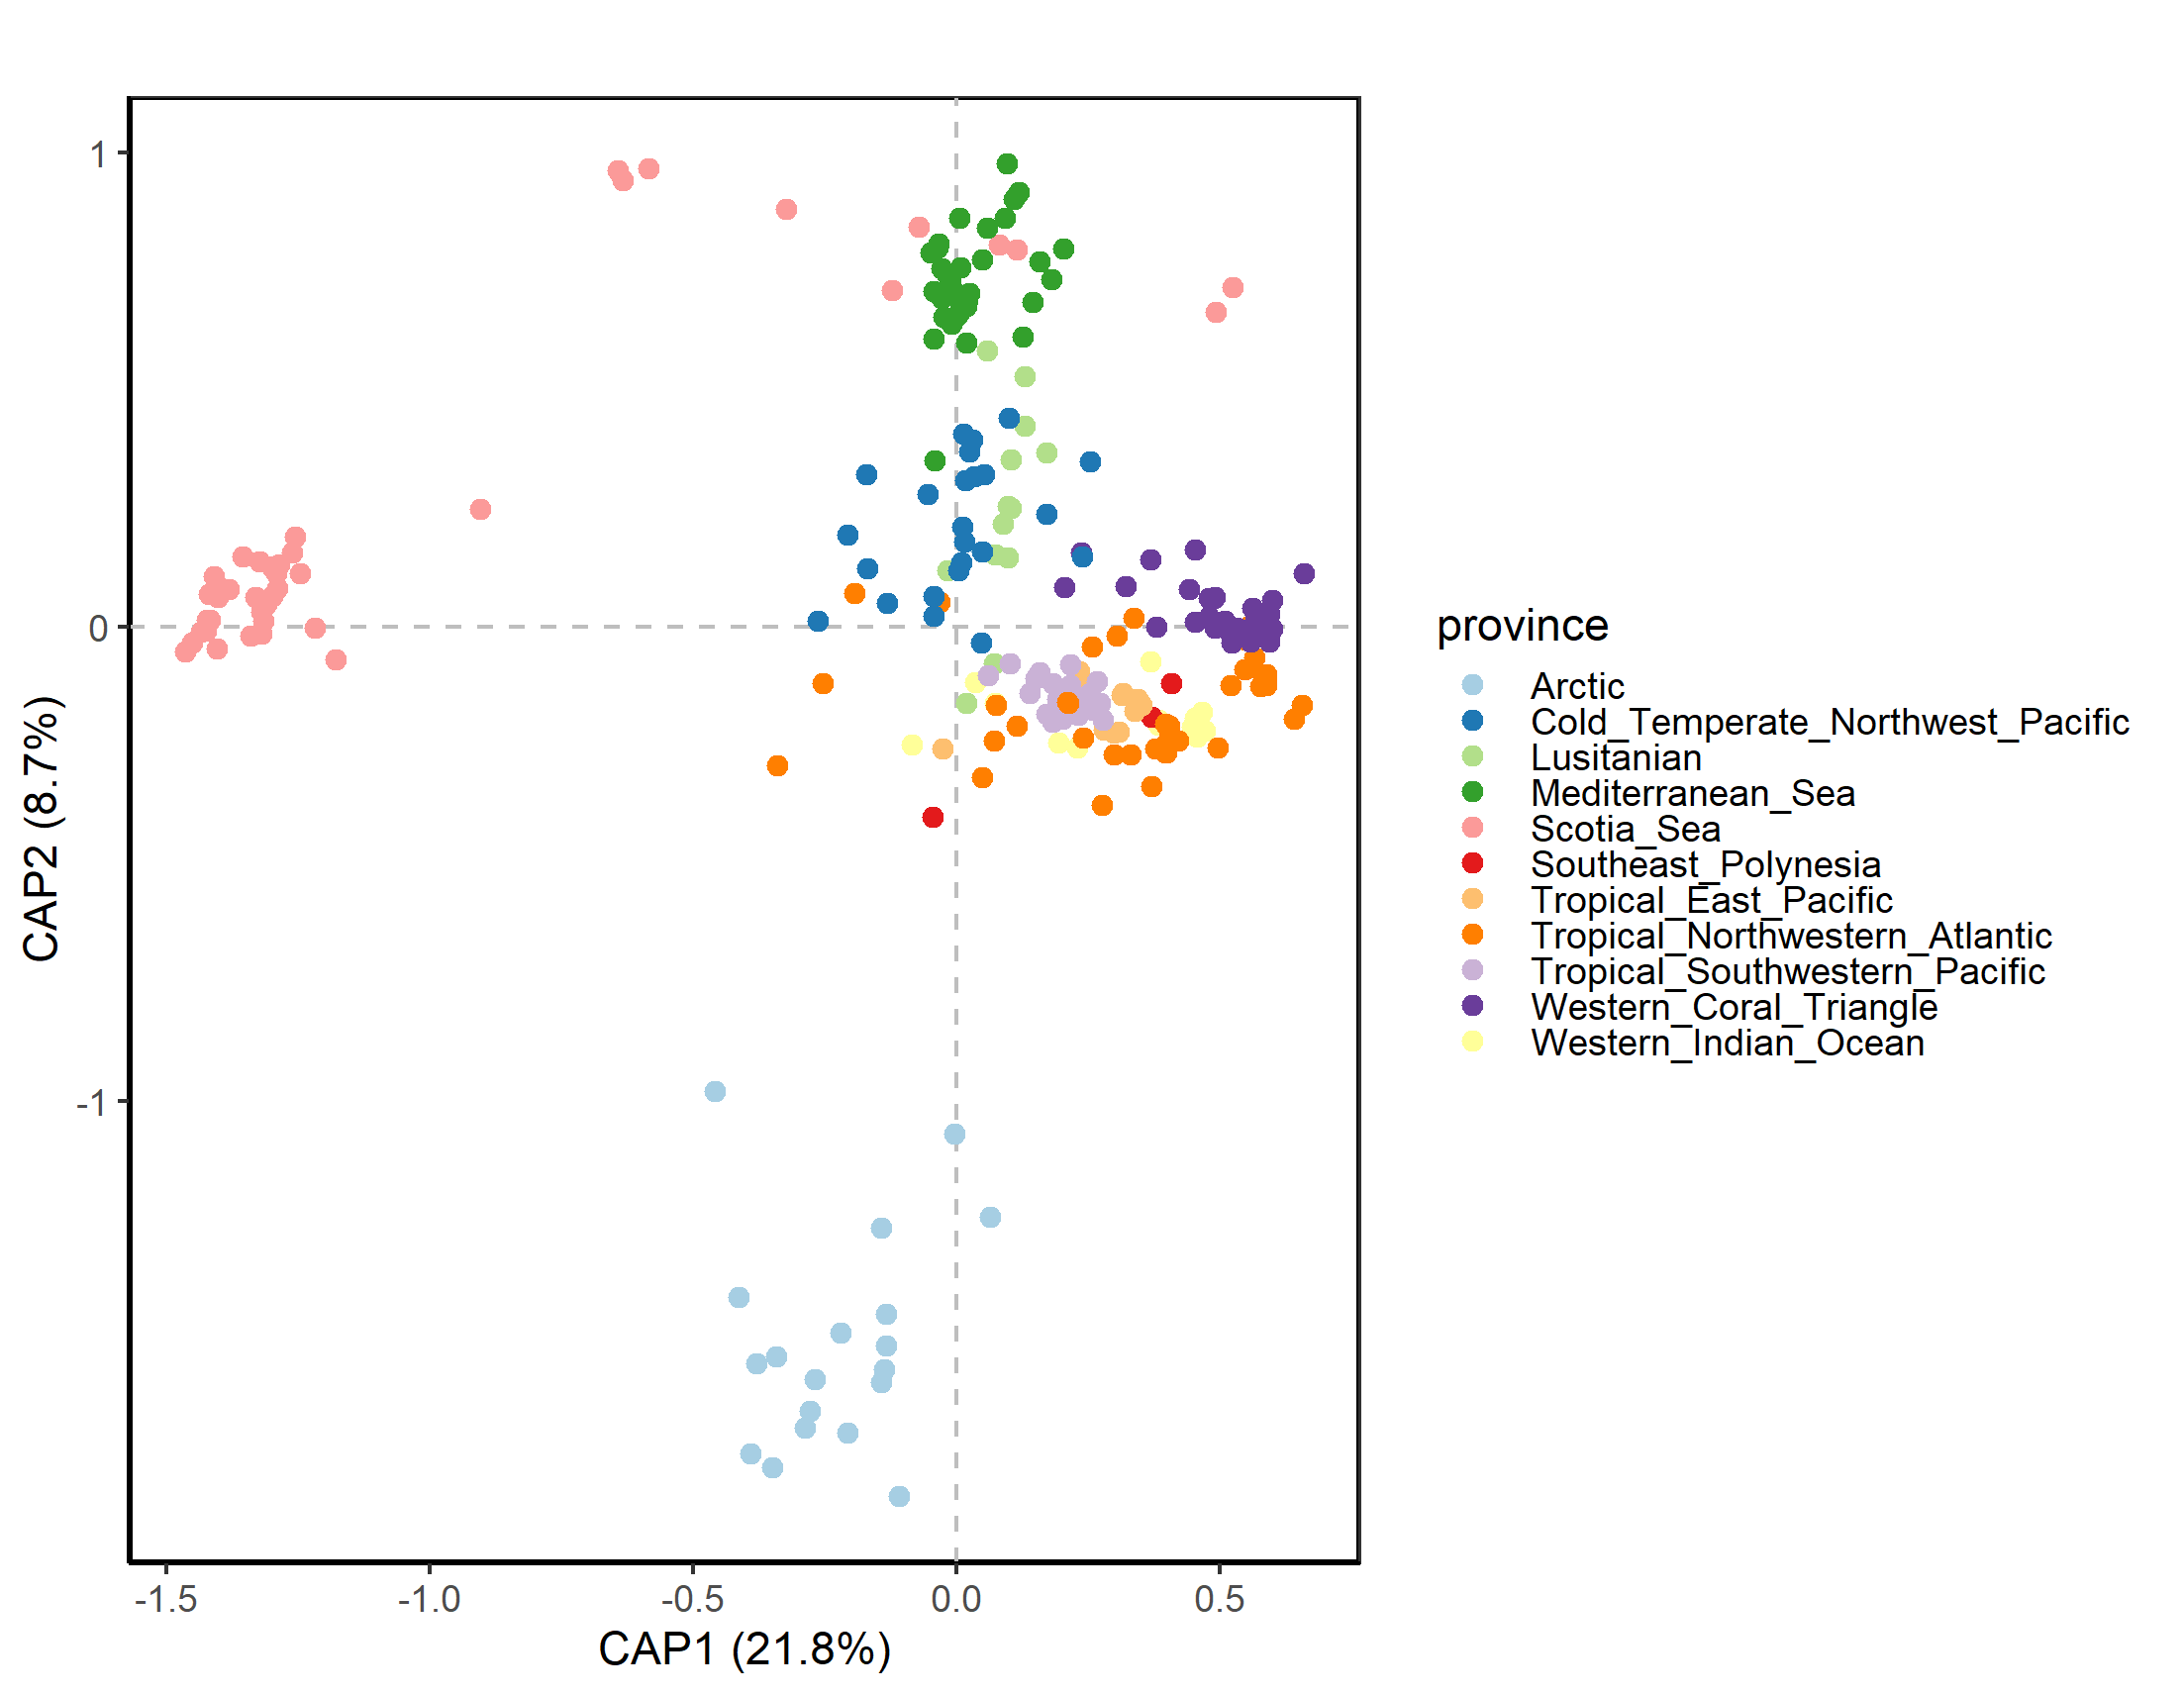 1
0
-1
CAP2 (8.7%)
-1.5 -1.0 -0.5 0.0 0.5
CAP1 (21.8%)
province
Arctic
Cold_Temperate_Northwest_Pacific
Lusitanian
Mediterranean_Sea
Scotia_Sea
Southeast_Polynesia
Tropical_East_Pacific
Tropical_Northwestern_Atlantic
Tropical_Southwestern_Pacific
Western_Coral_Triangle
Western_Indian_Ocean